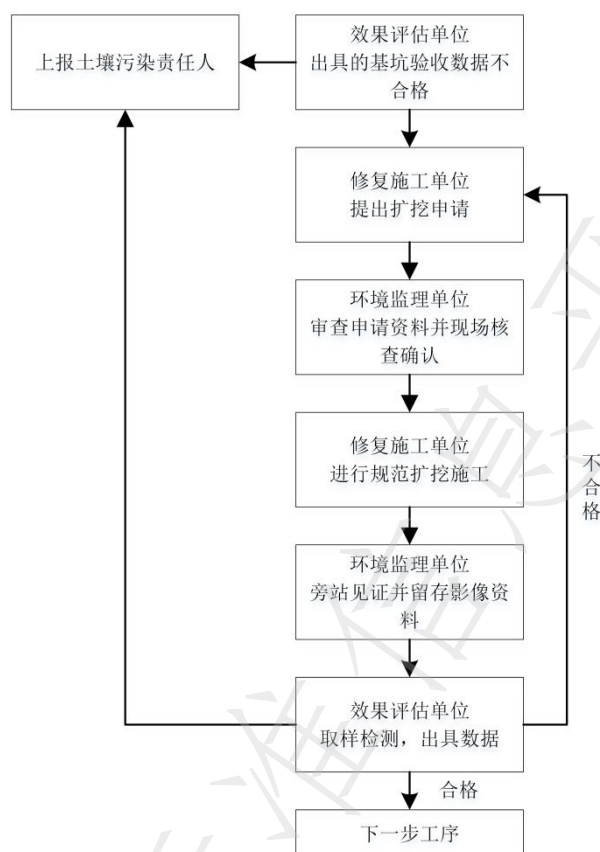 上报土壤污染责任人
效果评估单位
出具的基坑验收数据不
合格
修复施工单位
提出扩挖申请
环境监理单位
审查申请资料并现场核
查确认
修复施工单位
进行规范扩挖施工
不
合
格
环境监理单位
旁站见证并留存影像资
料
效果评估单位
取样检测，出具数据
合格
下一步工序